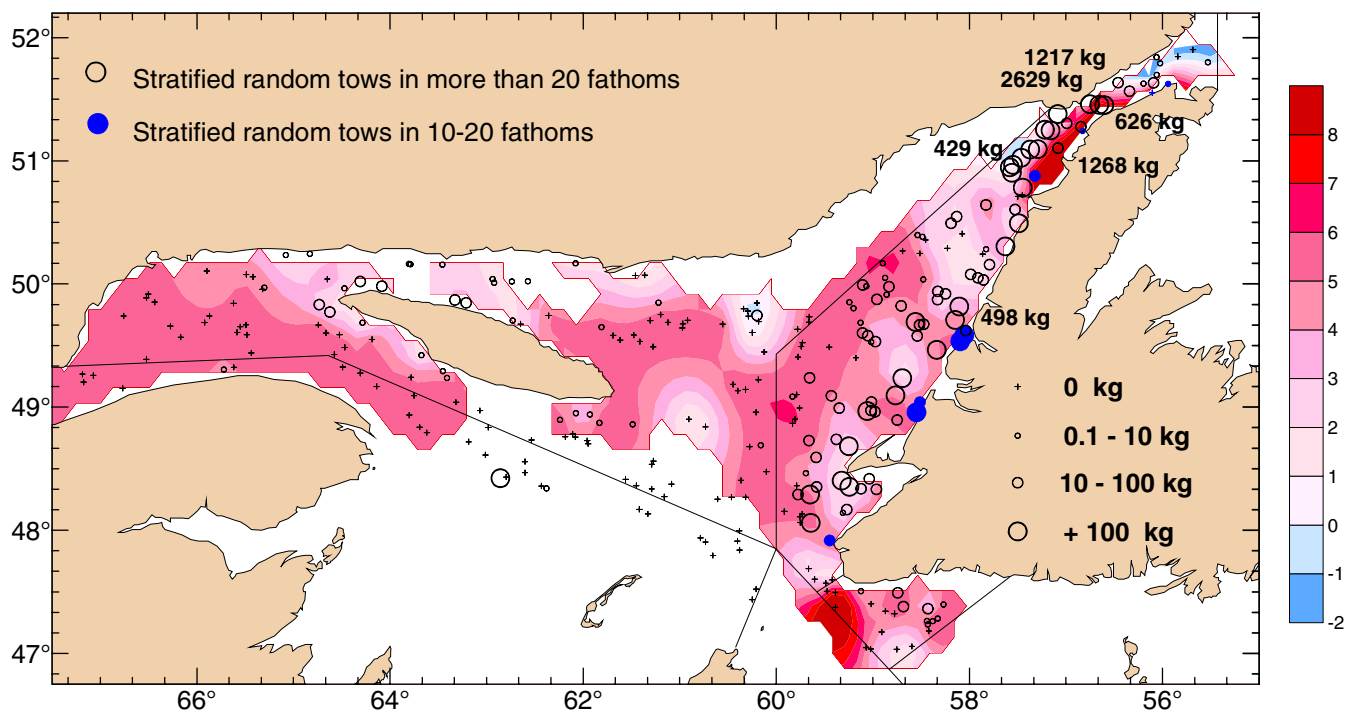 52°
51°
50°
49°
48°
47°
66°
64°
62°
60°
58°
56°
Stratified random tows in more than 20 fathoms
Stratified random tows in 10-20 fathoms
1217 kg
2629 kg
626 kg
429 kg
1268 kg
498 kg
0 kg
0.1 - 10 kg
10 - 100 kg
+ 100 kg
8
7
6
5
4
3
2
1
0
-1
-2